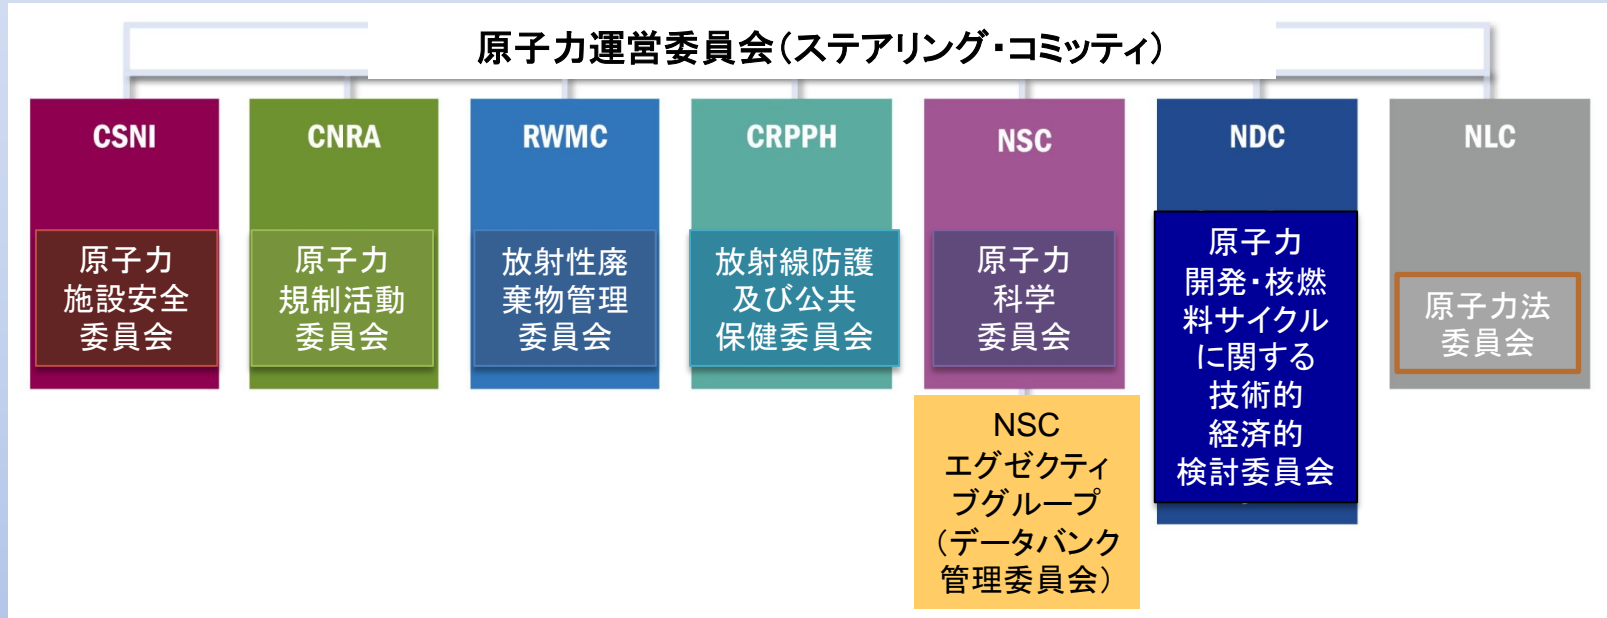 原子力運営委員会(ステアリング・コミッティ)
CSNI
原子力
施設安全
委員会
CNRA
原子力
規制活動
委員会
RWMC
放射性廃
棄物管理
委員会
CRPPH
放射線防護
及び公共
保健委員会
NSC
原子力
科学
委員会
NSC
エグゼクティ
ブグループ
(データバンク
管理委員会)
NDC
原子力
開発・核燃
料サイクル
に関する
技術的
経済的
検討委員会
NLC
原子力法
委員会